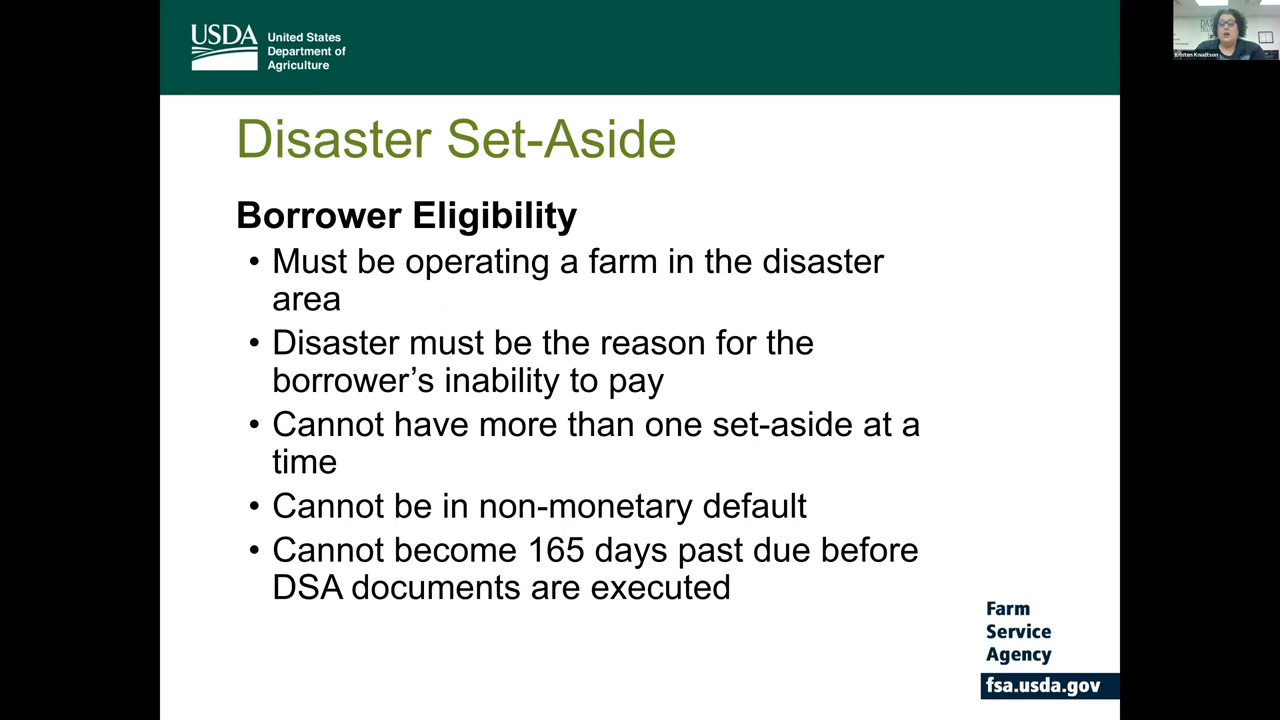 USDA
United States
Department of
Agriculture
Kristen Knudtson
Disaster Set-Aside
Borrower Eligibility
• Must be operating a farm in the disaster
area
• Disaster must be the reason for the
borrower’s inability to pay
• Cannot have more than one set-aside at a
time
• Cannot be in non-monetary default
• Cannot become 165 days past due before
DSA documents are executed
Farm
Service
Agency
fsa.usda.gov